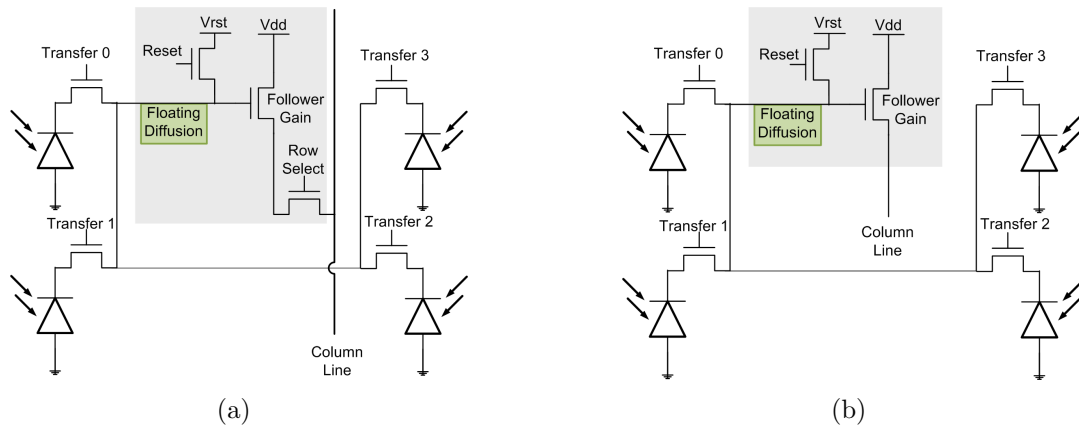 Vrst
Vdd
Transfer 0
Reset
Transfer 3
Floating
Diffusion
Follower
Gain
Row
Select
Transfer 1
Transfer 2
Column
Line
(a)
Vrst
Vdd
Transfer 0
Reset
Transfer 3
Floating
Diffusion
Follower
Gain
Transfer 1
Transfer 2
Column
Line
(b)